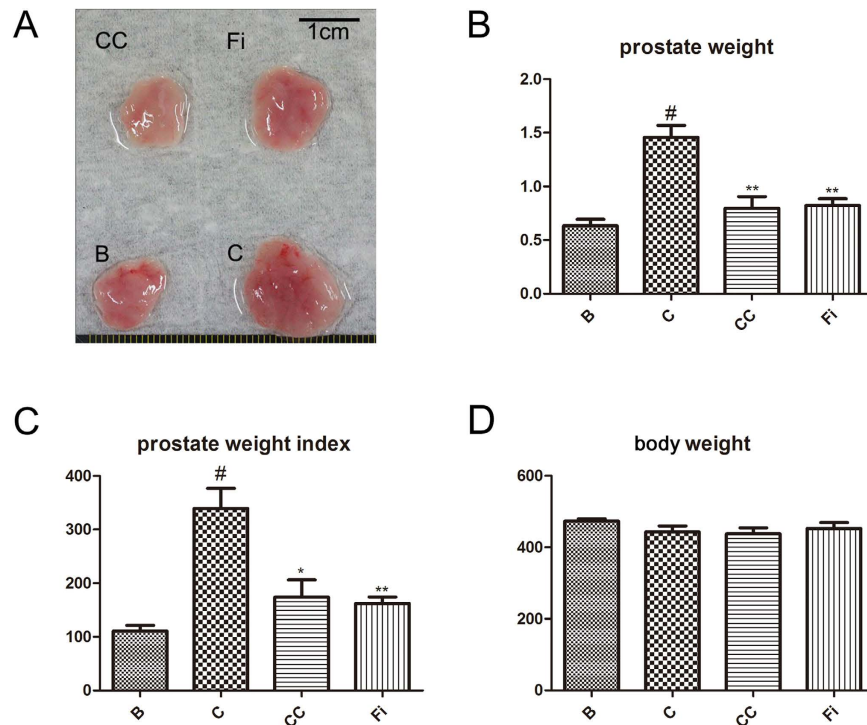 A
CC
Fi
1cm
B
C
B
prostate weight
2.0
1.5
1.0
0.5
0.0
#
**
**
B
C
CC
Fi
C
prostate weight index
400
300
200
100
0
#
*
**
B
C
CC
Fi
D
body weight
600
400
200
0
B
C
CC
Fi